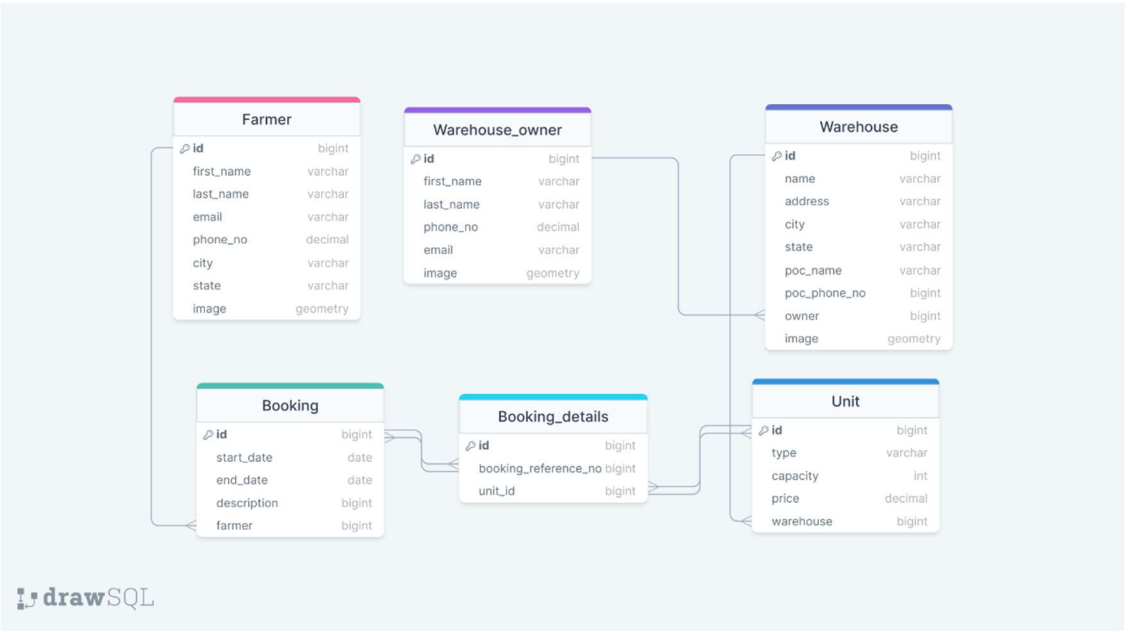 Farmer
id bigint
first_name varchar
last_name varchar
email varchar
phone_no decimal
city varchar
state varchar
image geometry
Warehouse_owner
id bigint
first_name varchar
last_name varchar
phone_no decimal
email varchar
image geometry
Warehouse
id bigint
name varchar
address varchar
city varchar
state varchar
poc_name varchar
poc_phone_no bigint
owner bigint
image geometry
Booking
id bigint
start_date date
end_date date
description bigint
farmer bigint
Booking_details
id bigint
booking_reference_no bigint
unit_id bigint
Unit
id bigint
type varchar
capacity int
price decimal
warehouse bigint
drawSQL